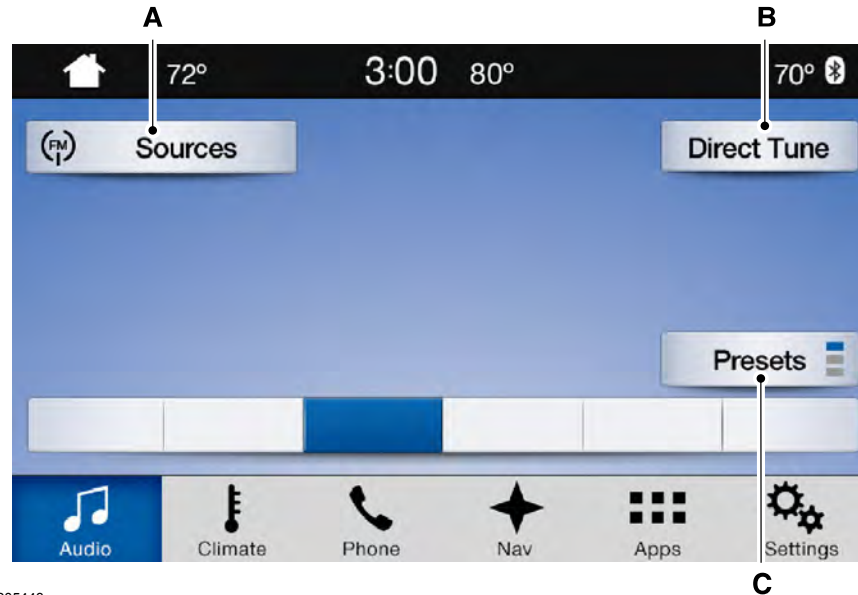 A B
72° 3:00 80° 70°
FM Sources Direct Tune
Presets
Audio Climate Phone Nav Apps Settings
C